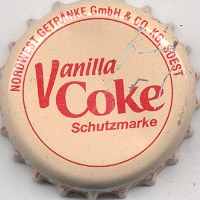 NORDWEST-GETRÄNKE GmbH & CO. KG, SOEST
Vanilla
Coke
Schutzmarke